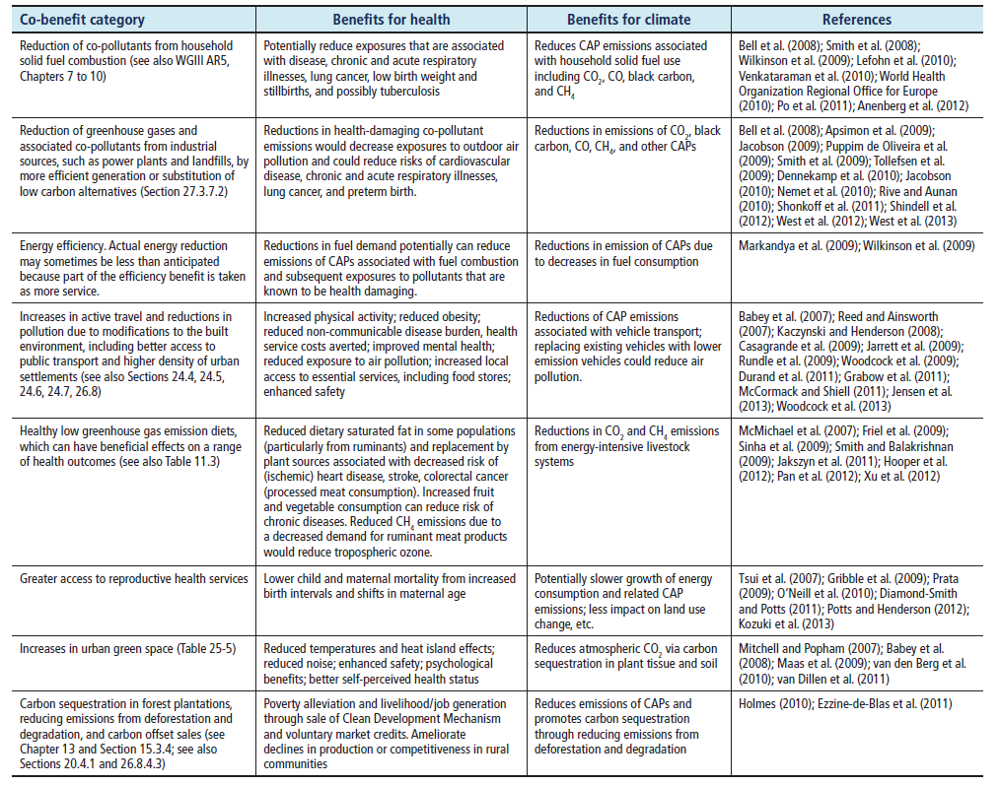 Co-benefit category
Benefits for health
Benefits for climate
References
Reduction of co-pollutants from household
solid fuel combustion (see also WGIII AR5,
Chapters 7 to 10)
Potentially reduce exposures that are associated
with disease, chronic and acute respiratory
illnesses, lung cancer, low birth weight and
stillbirths, and possibly tuberculosis
Reduces CAP emissions associated
with household solid fuel use
including CO₂, CO, black carbon,
and CH₄
Bell et al. (2008); Smith et al. (2008);
Wilkinson et al. (2009); Lefohn et al. (2010);
Venkataraman et al. (2010); World Health
Organization Regional Office for Europe
(2010); Po et al. (2011); Anenberg et al. (2012)
Reduction of greenhouse gases and
associated co-pollutants from industrial
sources, such as power plants and landfills, by
more efficient generation or substitution of
low carbon alternatives (Section 27.3.7.2)
Reductions in health-damaging co-pollutant
emissions would decrease exposures to outdoor air
pollution and could reduce risks of cardiovascular
disease, chronic and acute respiratory illnesses,
lung cancer, and preterm birth.
Reductions in emissions of CO₂, black
carbon, CO, CH₄, and other CAPs
Bell et al. (2008); Apsimon et al. (2009);
Jacobson (2009); Puppim de Oliveira et al.
(2009); Smith et al. (2009); Tollefsen et al.
(2009); Dennekamp et al. (2010); Jacobson
(2010); Nemet et al. (2010); Rive and Aunan
(2010); Shonkoff et al. (2011); Shindell et al.
(2012); West et al. (2012); West et al. (2013)
Energy efficiency. Actual energy reduction
may sometimes be less than anticipated
because part of the efficiency benefit is taken
as more service.
Reductions in fuel demand potentially can reduce
emissions of CAPs associated with fuel combustion
and subsequent exposures to pollutants that are
known to be health damaging.
Reductions in emission of CAPs due
to decreases in fuel consumption
Markandya et al. (2009); Wilkinson et al. (2009)
Increases in active travel and reductions in
pollution due to modifications to the built
environment, including better access to
public transport and higher density of urban
settlements (see also Sections 24.4, 24.5,
24.6, 24.7, 26.8)
Increased physical activity; reduced obesity;
reduced non-communicable disease burden, health
service costs averted; improved mental health;
reduced exposure to air pollution; increased local
access to essential services, including food stores;
enhanced safety
Reductions of CAP emissions
associated with vehicle transport;
replacing existing vehicles with lower
emission vehicles could reduce air
pollution.
Babey et al. (2007); Reed and Ainsworth
(2007); Kaczynski and Henderson (2008);
Casagrande et al. (2009); Jarrett et al. (2009);
Rundle et al. (2009); Woodcock et al. (2009);
Durand et al. (2011); Grabow et al. (2011);
McCormack and Shiell (2011); Jensen et al.
(2013); Woodcock et al. (2013)
Healthy low greenhouse gas emission diets,
which can have beneficial effects on a range
of health outcomes (see also Table 11.3)
Reduced dietary saturated fat in some populations
(particularly from ruminants) and replacement by
plant sources associated with decreased risk of
(ischemic) heart disease, stroke, colorectal cancer
(processed meat consumption). Increased fruit
and vegetable consumption can reduce risk of
chronic diseases. Reduced CH₄ emissions due to
a decreased demand for ruminant meat products
would reduce tropospheric ozone.
Reductions in CO₂ and CH₄ emissions
from energy-intensive livestock
systems
McMichael et al. (2007); Friel et al. (2009);
Sinha et al. (2009); Smith and Balakrishnan
(2009); Jakszyn et al. (2011); Hooper et al.
(2012); Pan et al. (2012); Xu et al. (2012)
Greater access to reproductive health services
Lower child and maternal mortality from increased
birth intervals and shifts in maternal age
Potentially slower growth of energy
consumption and related CAP
emissions; less impact on land use
change, etc.
Tsui et al. (2007); Gribble et al. (2009); Prata
(2009); O'Neill et al. (2010); Diamond-Smith
and Potts (2011); Potts and Henderson (2012);
Kozuki et al. (2013)
Increases in urban green space (Table 25-5)
Reduced temperatures and heat island effects;
reduced noise; enhanced safety; psychological
benefits; better self-perceived health status
Reduces atmospheric CO₂ via carbon
sequestration in plant tissue and soil
Mitchell and Popham (2007); Babey et al.
(2008); Maas et al. (2009); van den Berg et al.
(2010); van Dillen et al. (2011)
Carbon sequestration in forest plantations,
reducing emissions from deforestation and
degradation, and carbon offset sales (see
Chapter 13 and Section 15.3.4; see also
Sections 20.4.1 and 26.8.4.3)
Poverty alleviation and livelihood/job generation
through sale of Clean Development Mechanism
and voluntary market credits. Ameliorate
declines in production or competitiveness in rural
communities
Reduces emissions of CAPs and
promotes carbon sequestration
through reducing emissions from
deforestation and degradation
Holmes (2010); Ezzine-de-Blas et al. (2011)